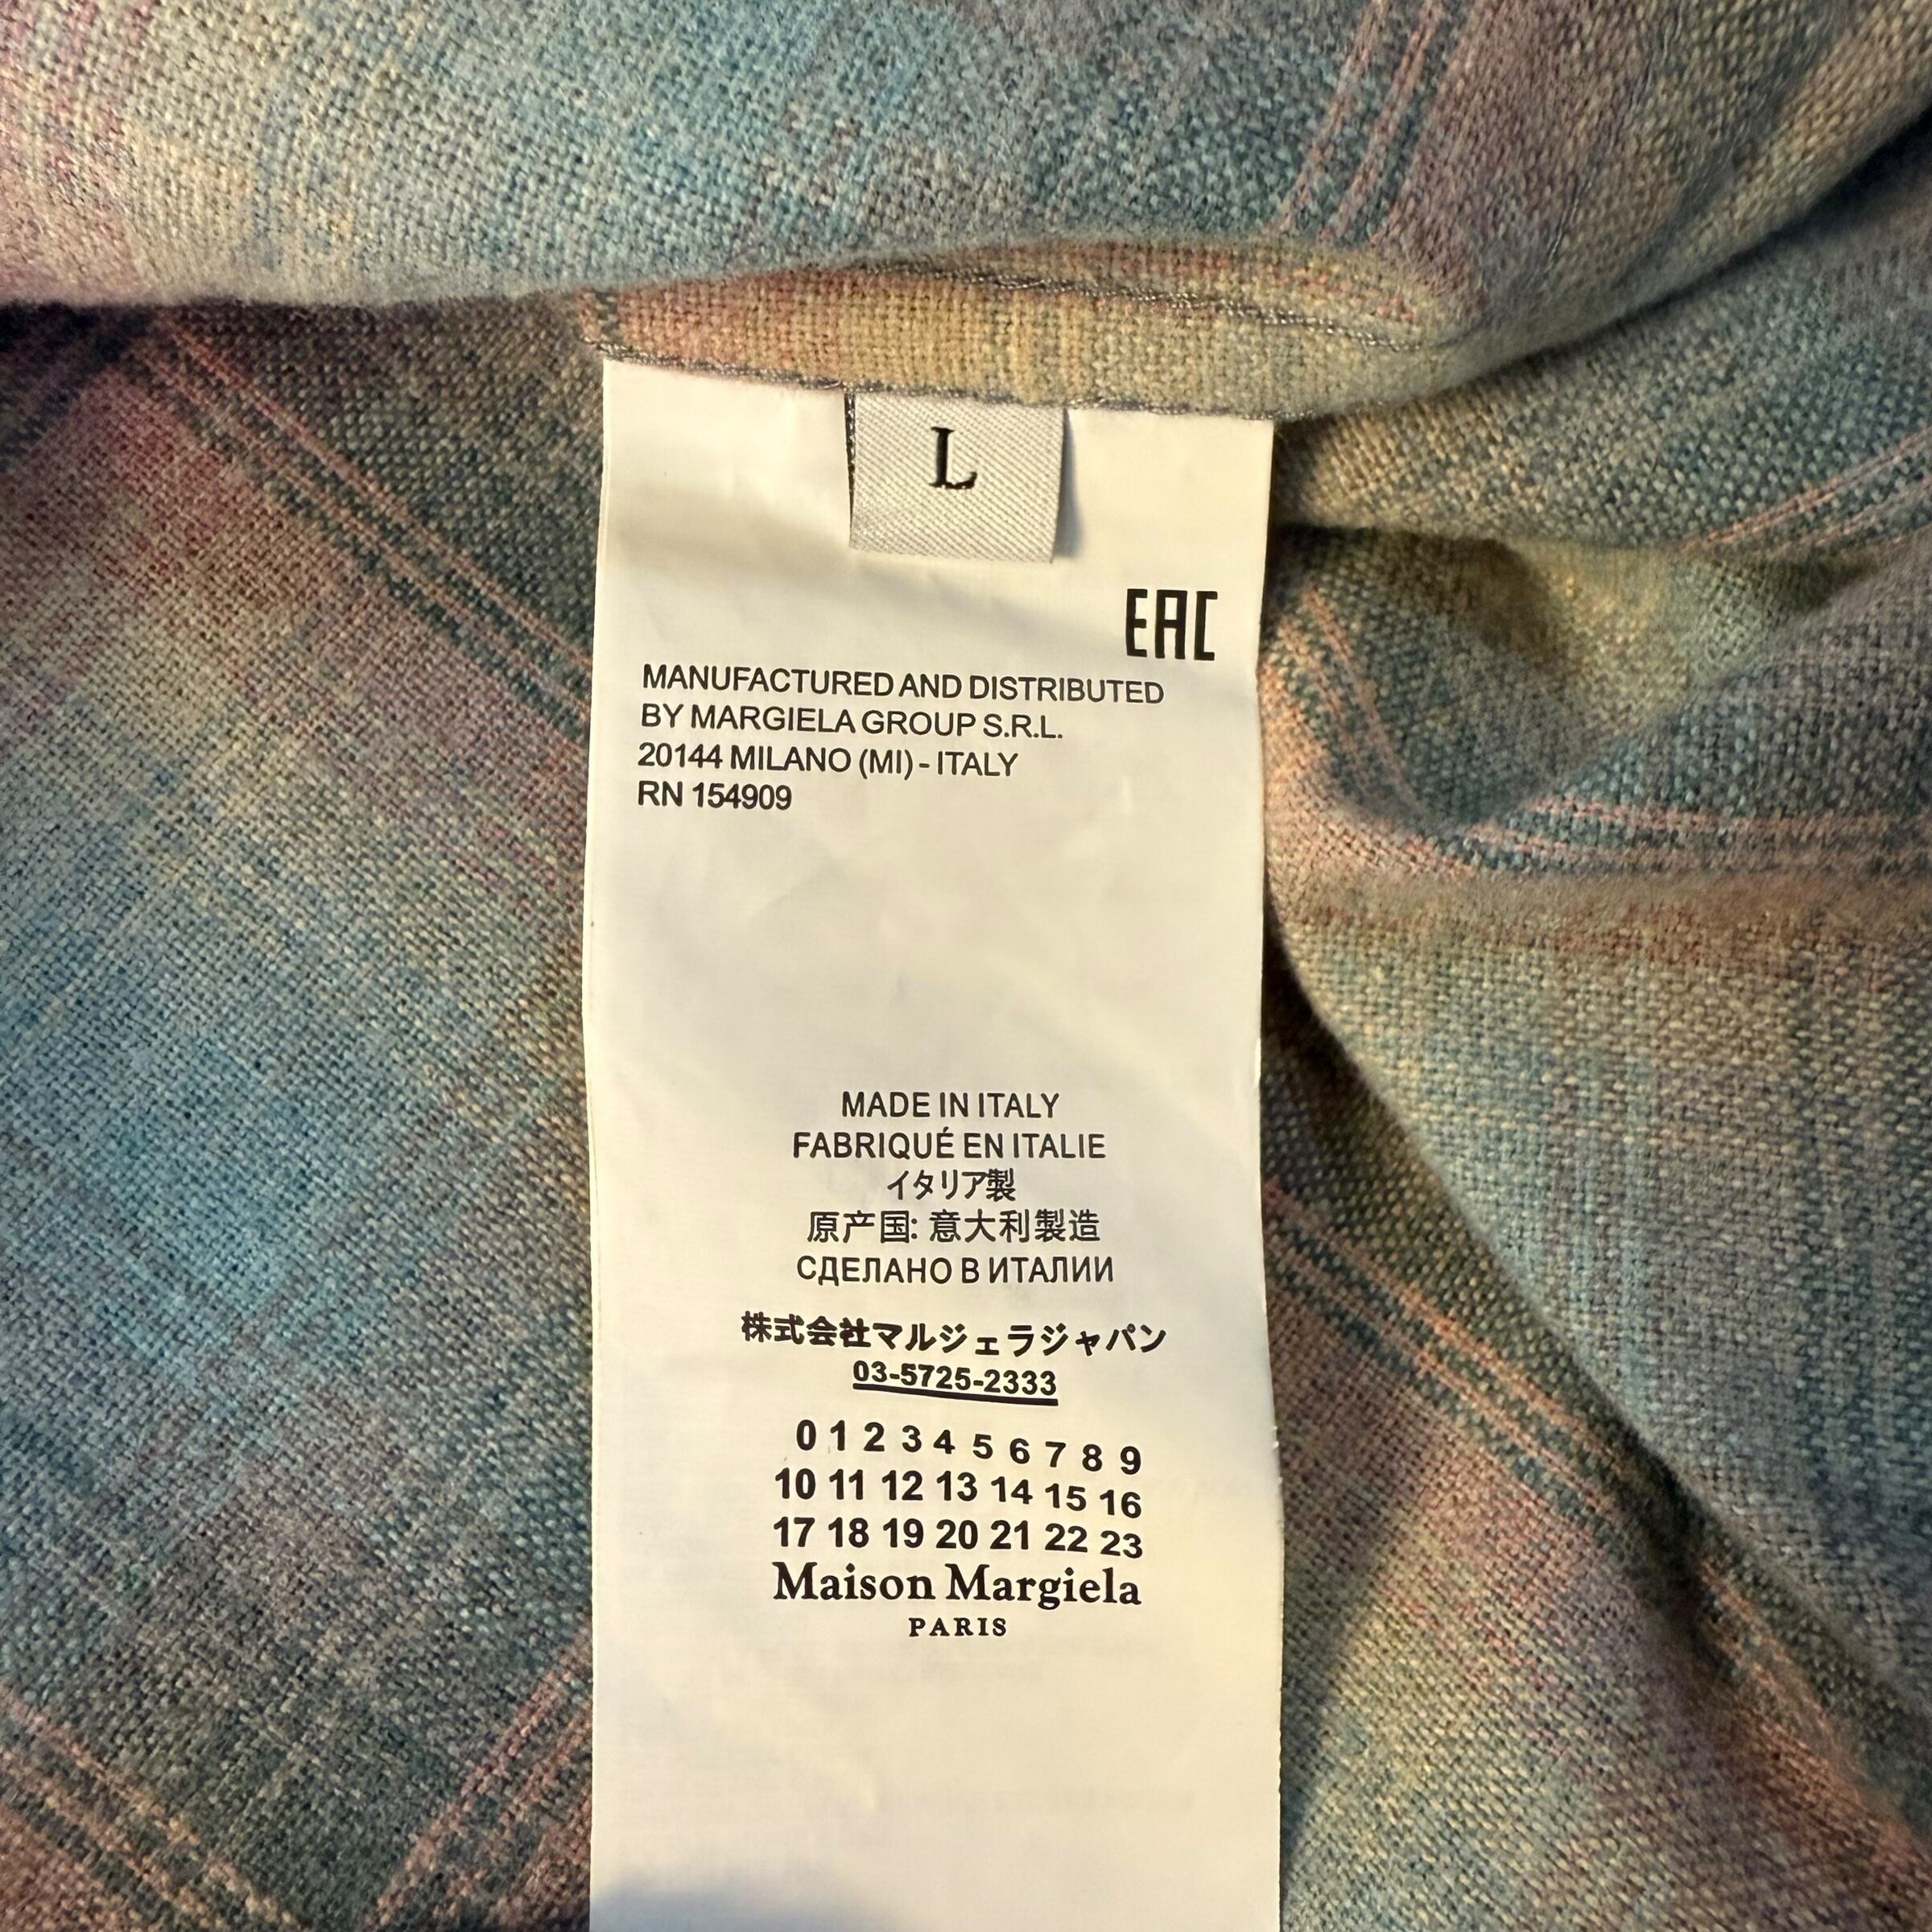 L
EAC
MANUFACTURED AND DISTRIBUTED
BY MARGIELA GROUP S.R.L.
20144 MILANO (MI) - ITALY
RN 154909
MADE IN ITALY
FABRIQUÉ EN ITALIE
イタリア製
原产国: 意大利製造
СДЕЛАНО В ИТАЛИИ
株式会社マルジェラジャパン
03-5725-2333
0 1 2 3 4 5 6 7 8 9
10 11 12 13 14 15 16
17 18 19 20 21 22 23
Maison Margiela
PARIS